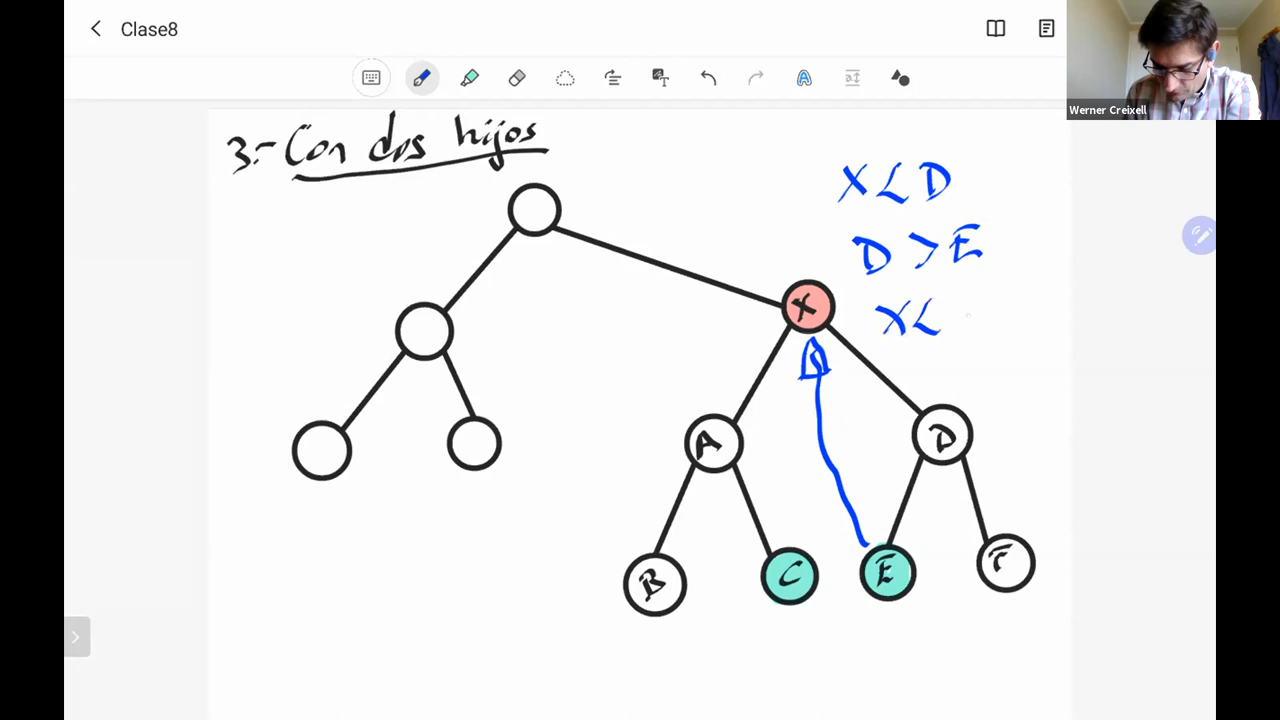 Clase8
Werner Creixell
3.- Con dos hijos
X < D
D > E
X <
X
A
D
B
C
E
F